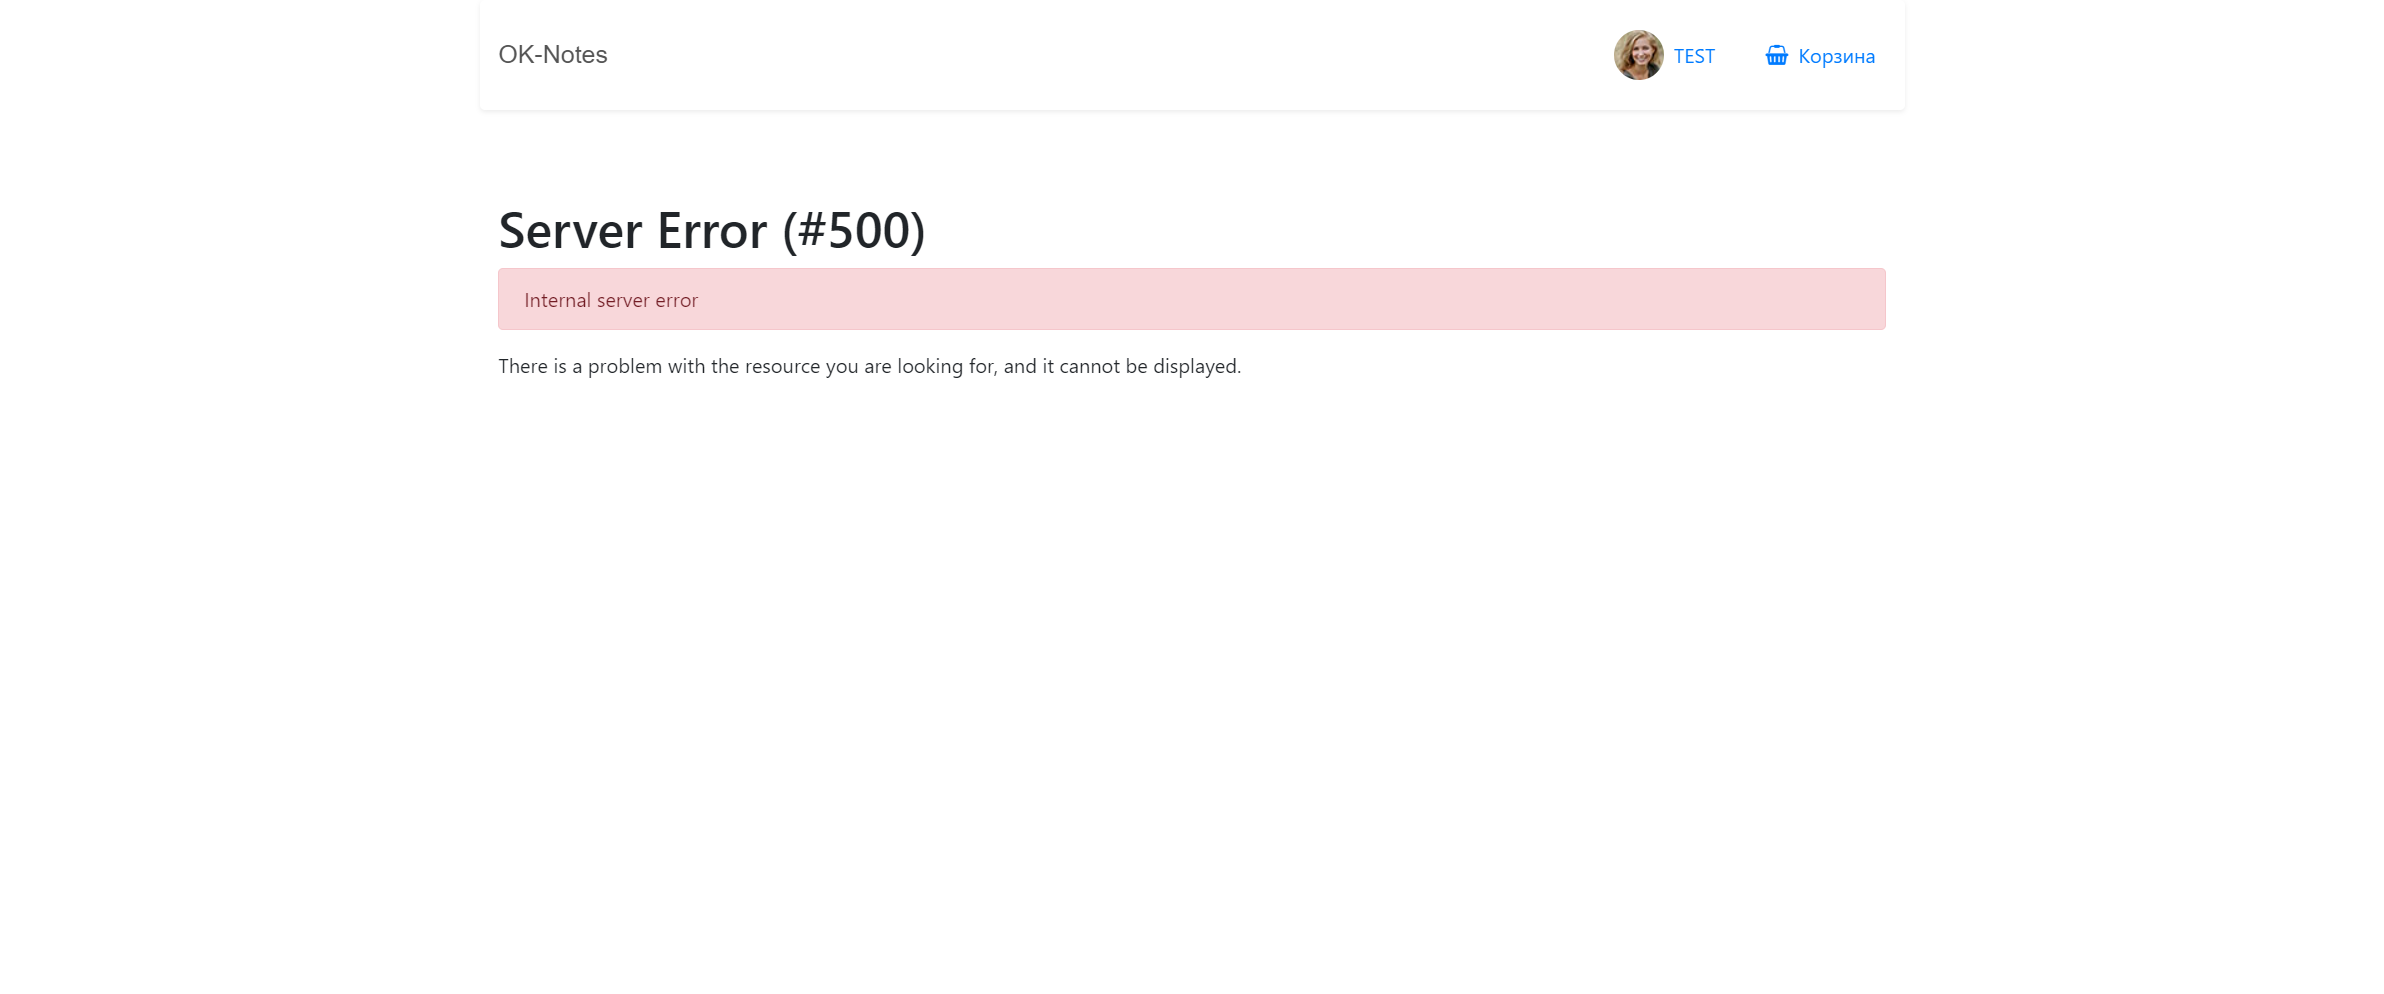 OK-Notes
TEST
Корзина
Server Error (#500)
Internal server error
There is a problem with the resource you are looking for, and it cannot be displayed.